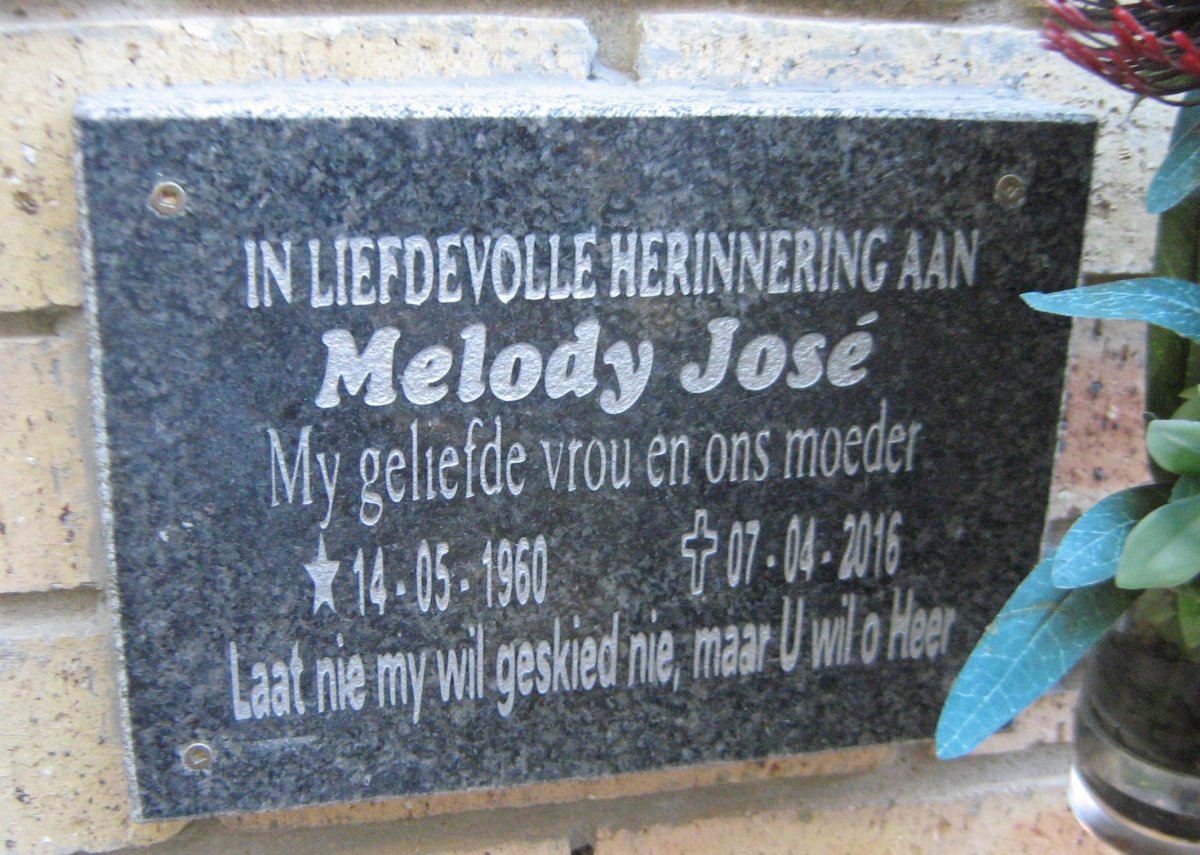 IN LIEFDEVOLLE HERINNERING AAN
Melody José
My geliefde vrou en ons moeder
14-05-1960 07-04-2016
Laat nie my wil geskied nie, maar U wil o Heer